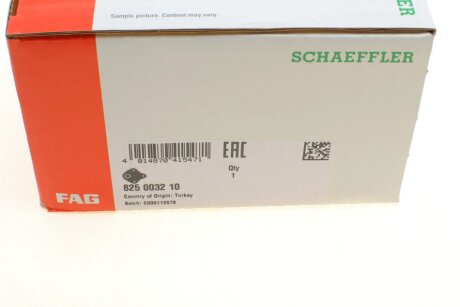 Sample picture. Content may vary.
SCHAEFFLER
EAC
4 014870 415471
Qty
1
825 0032 10
Country of Origin: Turkey
FAG